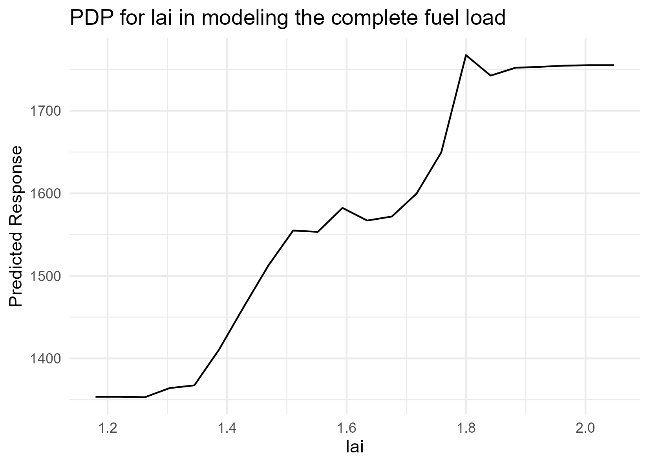 PDP for lai in modeling the complete fuel load
1700
1600
1500
1400
Predicted Response
1.2 1.4 1.6 1.8 2.0
lai